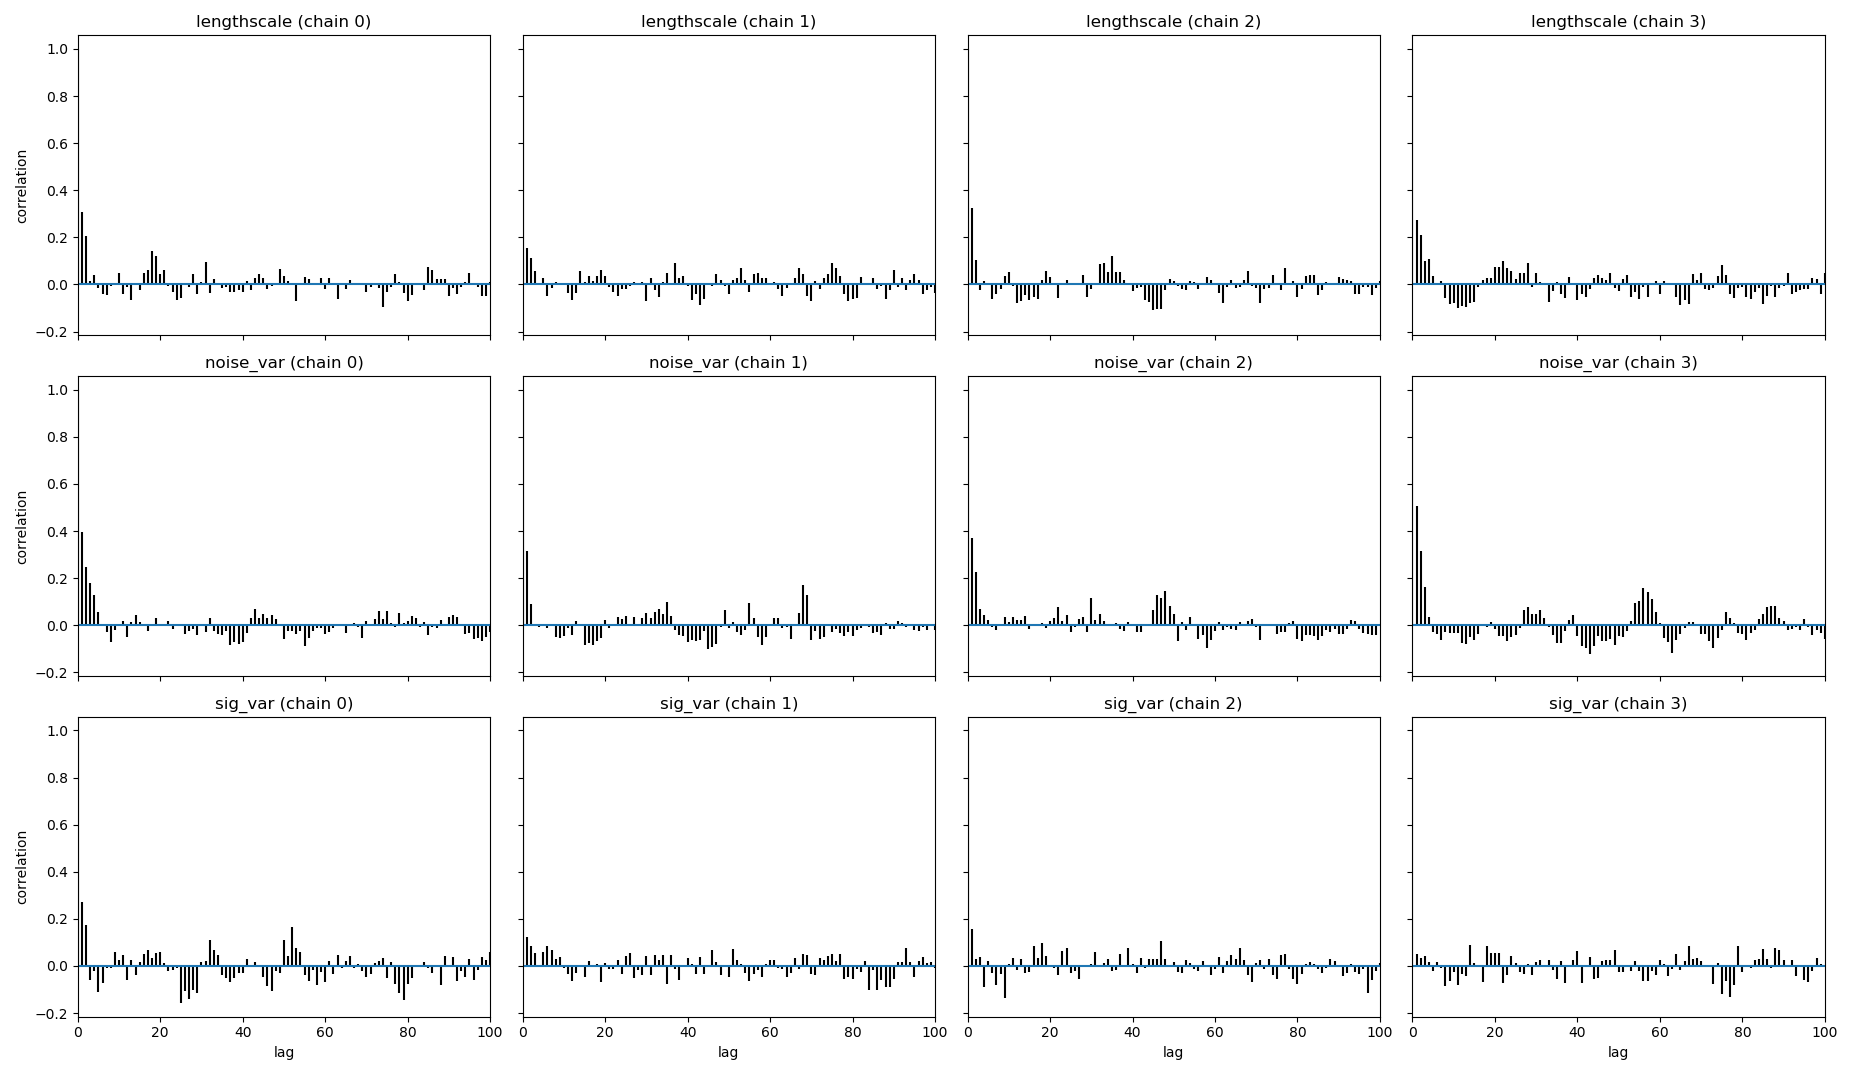 lengthscale (chain 0) lengthscale (chain 1) lengthscale (chain 2) lengthscale (chain 3)
1.0
0.8
0.6
0.4
0.2
0.0
−0.2
correlation
noise_var (chain 0) noise_var (chain 1) noise_var (chain 2) noise_var (chain 3)
1.0
0.8
0.6
0.4
0.2
0.0
−0.2
correlation
sig_var (chain 0) sig_var (chain 1) sig_var (chain 2) sig_var (chain 3)
1.0
0.8
0.6
0.4
0.2
0.0
−0.2
correlation
0 20 40 60 80 100 0 20 40 60 80 100 0 20 40 60 80 100 0 20 40 60 80 100
lag lag lag lag